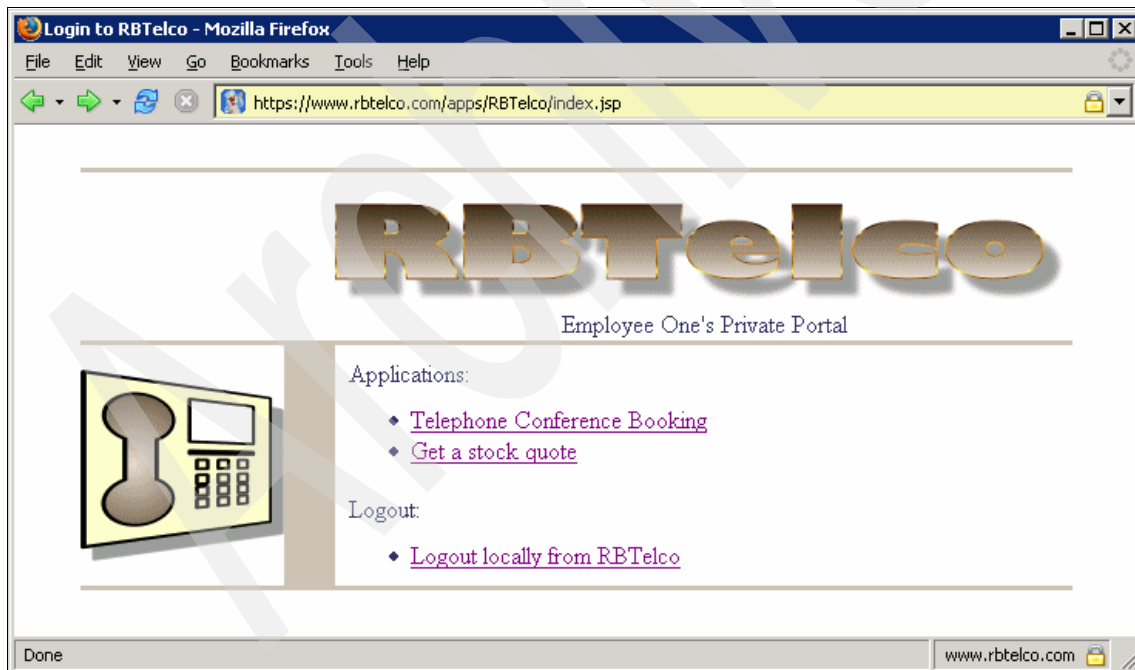 Login to RBTelco - Mozilla Firefox
File Edit View Go Bookmarks Tools Help
https://www.rbtelco.com/apps/RBTelco/index.jsp
RBTelco
Employee One's Private Portal
Applications:
Telephone Conference Booking
Get a stock quote
Logout:
Logout locally from RBTelco
Done www.rbtelco.com